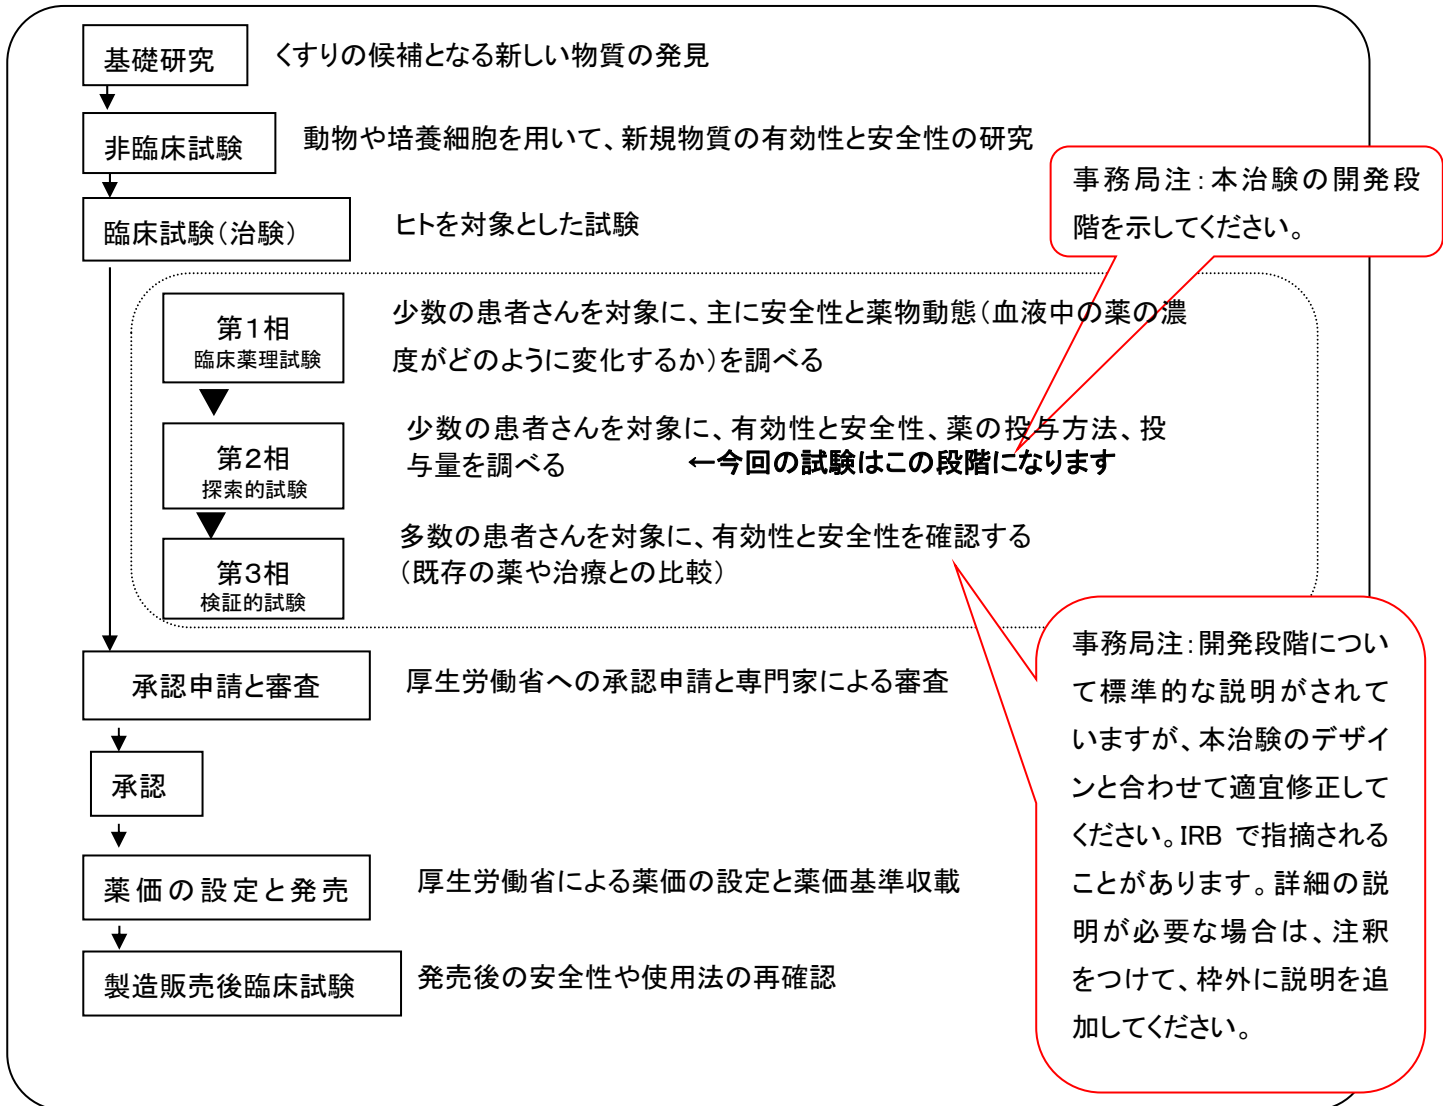 基礎研究
くすりの候補となる新しい物質の発見
非臨床試験
動物や培養細胞を用いて、新規物質の有効性と安全性の研究
臨床試験（治験）
ヒトを対象とした試験
事務局注：本治験の開発段
階を示してください。
第１相
臨床薬理試験
少数の患者さんを対象に、主に安全性と薬物動態（血液中の薬の濃
度がどのように変化するか）を調べる
第２相
探索的試験
少数の患者さんを対象に、有効性と安全性、薬の投与方法、投
与量を調べる
←今回の試験はこの段階になります
第３相
検証的試験
多数の患者さんを対象に、有効性と安全性を確認する
（既存の薬や治療との比較）
承認申請と審査
厚生労働省への承認申請と専門家による審査
承認
薬価の設定と発売
厚生労働省による薬価の設定と薬価基準収載
製造販売後臨床試験
発売後の安全性や使用法の再確認
事務局注：開発段階につい
て標準的な説明がされて
いますが、本治験のデザイ
ンと合わせて適宜修正して
ください。IRB で指摘される
ことがあります。詳細の説
明が必要な場合は、注釈
をつけて、枠外に説明を追
加してください。